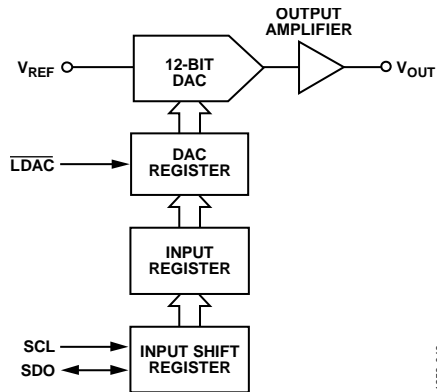 OUTPUT
AMPLIFIER
VREF
12-BIT
DAC
VOUT
LDAC
DAC
REGISTER
INPUT
REGISTER
SCL
SDO
INPUT SHIFT
REGISTER